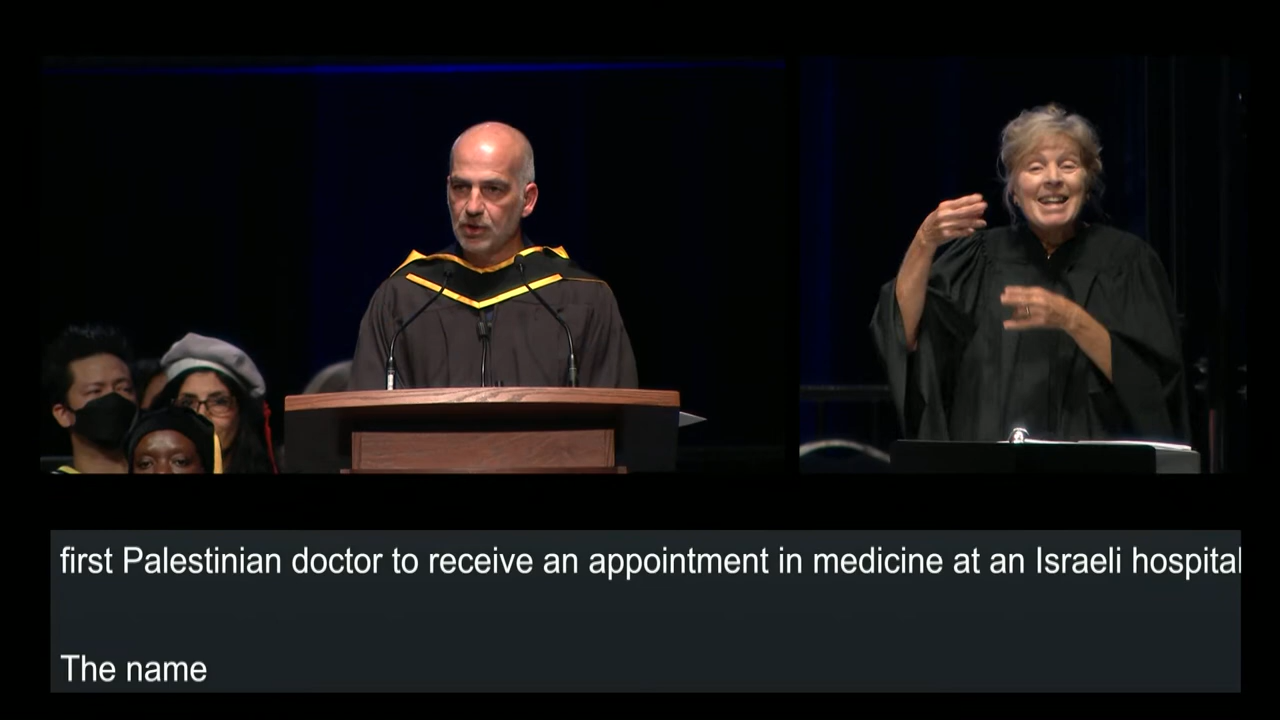 first Palestinian doctor to receive an appointment in medicine at an Israeli hospital
The name